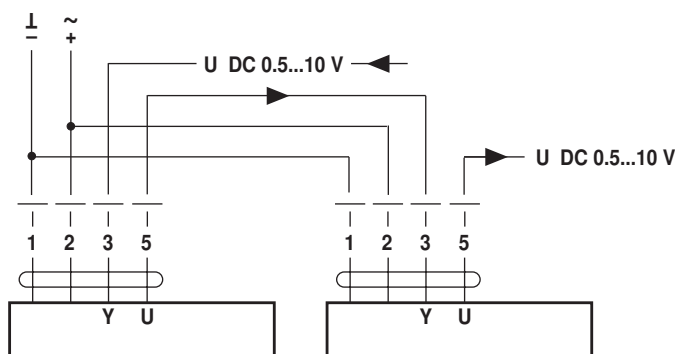 ⊥ ~
− +
U DC 0.5...10 V
U DC 0.5...10 V
1 2 3 5 1 2 3 5
Y U Y U